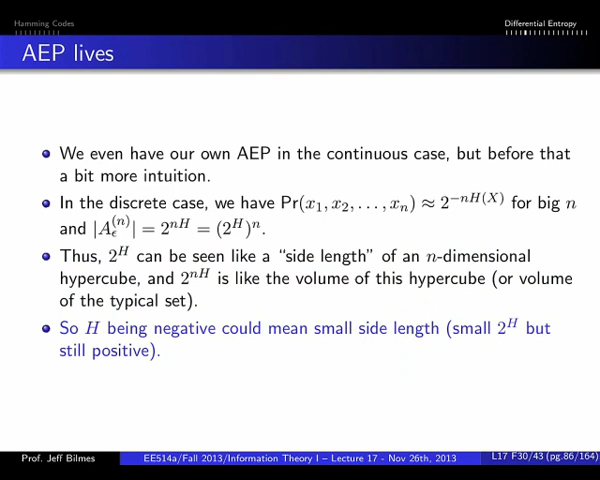 Hamming Codes
Differential Entropy
AEP lives
We even have our own AEP in the continuous case, but before that
a bit more intuition.
In the discrete case, we have Pr(x₁, x₂, . . . , xₙ) ≈ 2^{−nH(X)} for big n
and |A_ϵ^{(n)}| = 2^{nH} = (2^H)^n.
Thus, 2^H can be seen like a “side length” of an n-dimensional
hypercube, and 2^{nH} is like the volume of this hypercube (or volume
of the typical set).
So H being negative could mean small side length (small 2^H but
still positive).
Prof. Jeff Bilmes
EE514a/Fall 2013/Information Theory I – Lecture 17 - Nov 26th, 2013
L17 F30/43 (pg.86/164)